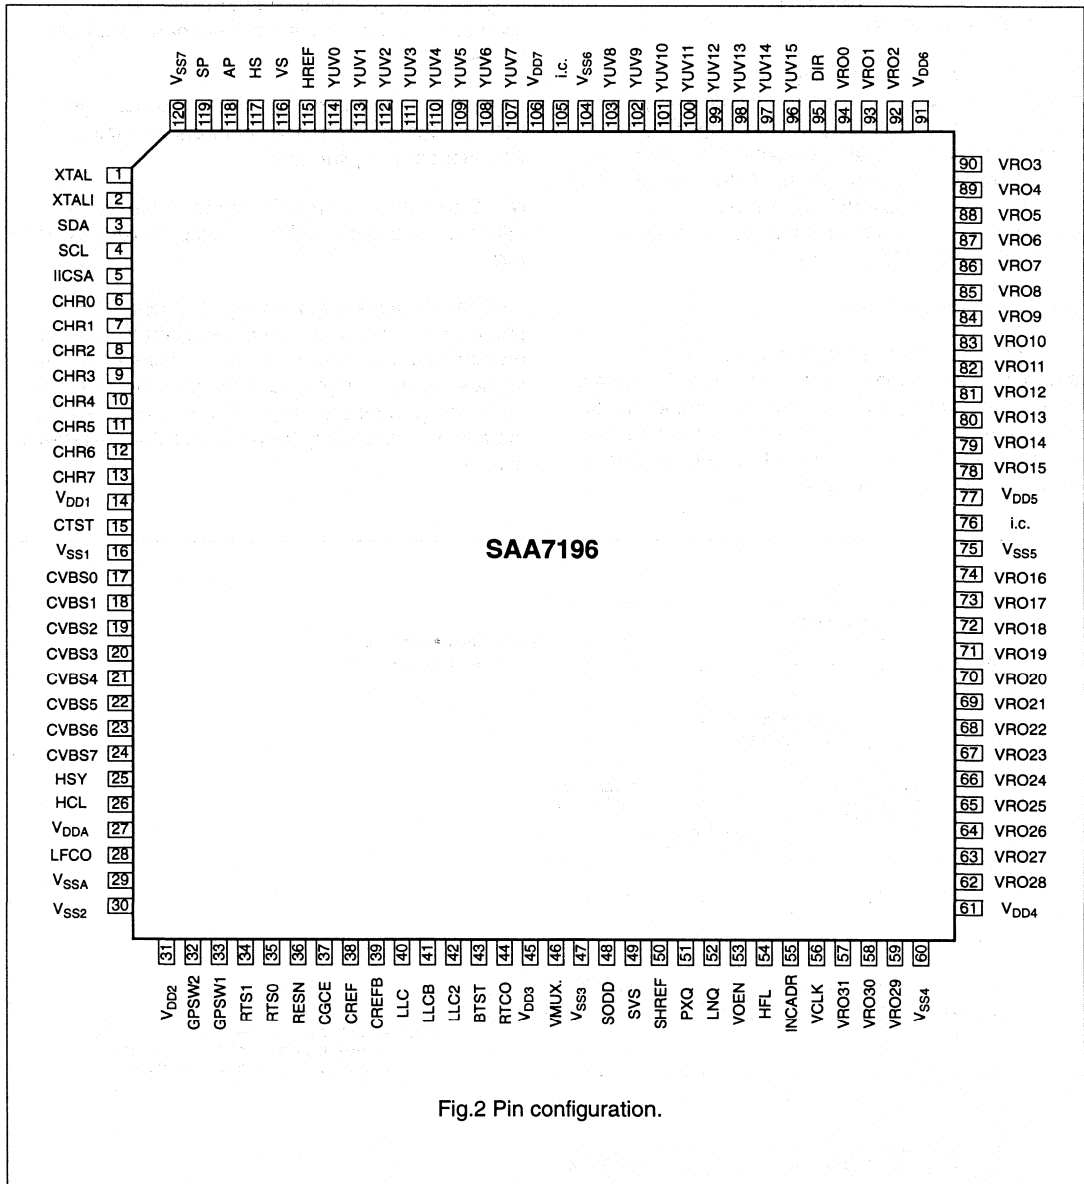 VSS7 SP AP HS VS HREF YUV0 YUV1 YUV2 YUV3 YUV4 YUV5 YUV6 YUV7 VDD7 i.c. VSS6 YUV8 YUV9 YUV10 YUV11 YUV12 YUV13 YUV14 YUV15 DIR VRO0 VRO1 VRO2 VDD6
120 119 118 117 116 115 114 113 112 111 110 109 108 107 106 105 104 103 102 101 100 99 98 97 96 95 94 93 92 91
XTAL 1
XTALI 2
SDA 3
SCL 4
IICSA 5
CHR0 6
CHR1 7
CHR2 8
CHR3 9
CHR4 10
CHR5 11
CHR6 12
CHR7 13
VDD1 14
CTST 15
VSS1 16
CVBS0 17
CVBS1 18
CVBS2 19
CVBS3 20
CVBS4 21
CVBS5 22
CVBS6 23
CVBS7 24
HSY 25
HCL 26
VDDA 27
LFCO 28
VSSA 29
VSS2 30
SAA7196
90 VRO3
89 VRO4
88 VRO5
87 VRO6
86 VRO7
85 VRO8
84 VRO9
83 VRO10
82 VRO11
81 VRO12
80 VRO13
79 VRO14
78 VRO15
77 VDD5
76 i.c.
75 VSS5
74 VRO16
73 VRO17
72 VRO18
71 VRO19
70 VRO20
69 VRO21
68 VRO22
67 VRO23
66 VRO24
65 VRO25
64 VRO26
63 VRO27
62 VRO28
61 VDD4
31 32 33 34 35 36 37 38 39 40 41 42 43 44 45 46 47 48 49 50 51 52 53 54 55 56 57 58 59 60
VDD2 GPSW2 GPSW1 RTS1 RTS0 RESN CGCE CREF CREFB LLC LLCB LLC2 BTST RTCO VDD3 VMUX. VSS3 SODD SVS SHREF PXQ LNQ VOEN HFL INCADR VCLK VRO31 VRO30 VRO29 VSS4
Fig.2 Pin configuration.